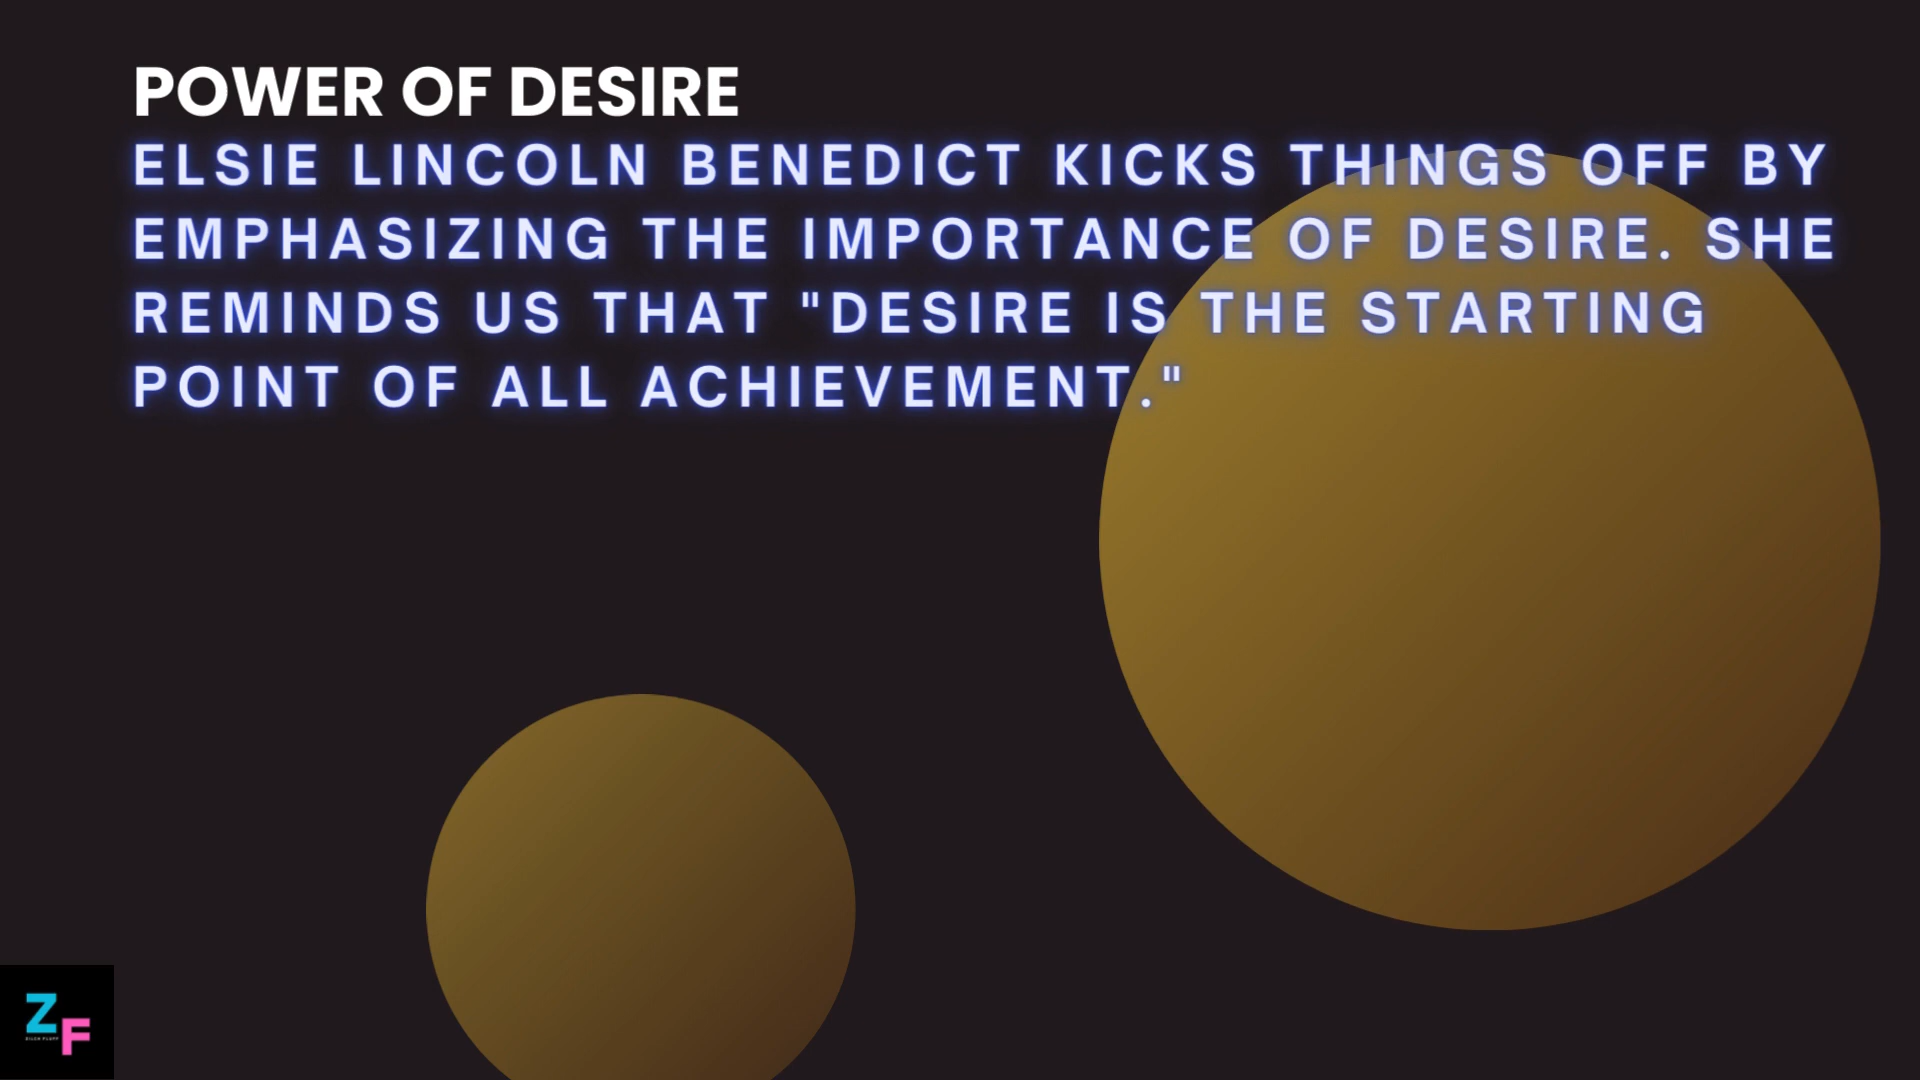 POWER OF DESIRE
ELSIE LINCOLN BENEDICT KICKS THINGS OFF BY
EMPHASIZING THE IMPORTANCE OF DESIRE. SHE
REMINDS US THAT "DESIRE IS THE STARTING
POINT OF ALL ACHIEVEMENT."
Z
F